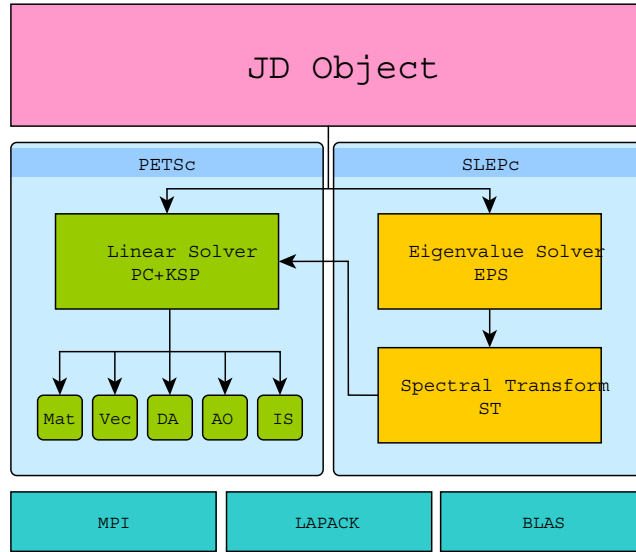 JD Object
PETSc
SLEPc
Linear Solver
PC+KSP
Eigenvalue Solver
EPS
Spectral Transform
ST
Mat
Vec
DA
AO
IS
MPI
LAPACK
BLAS